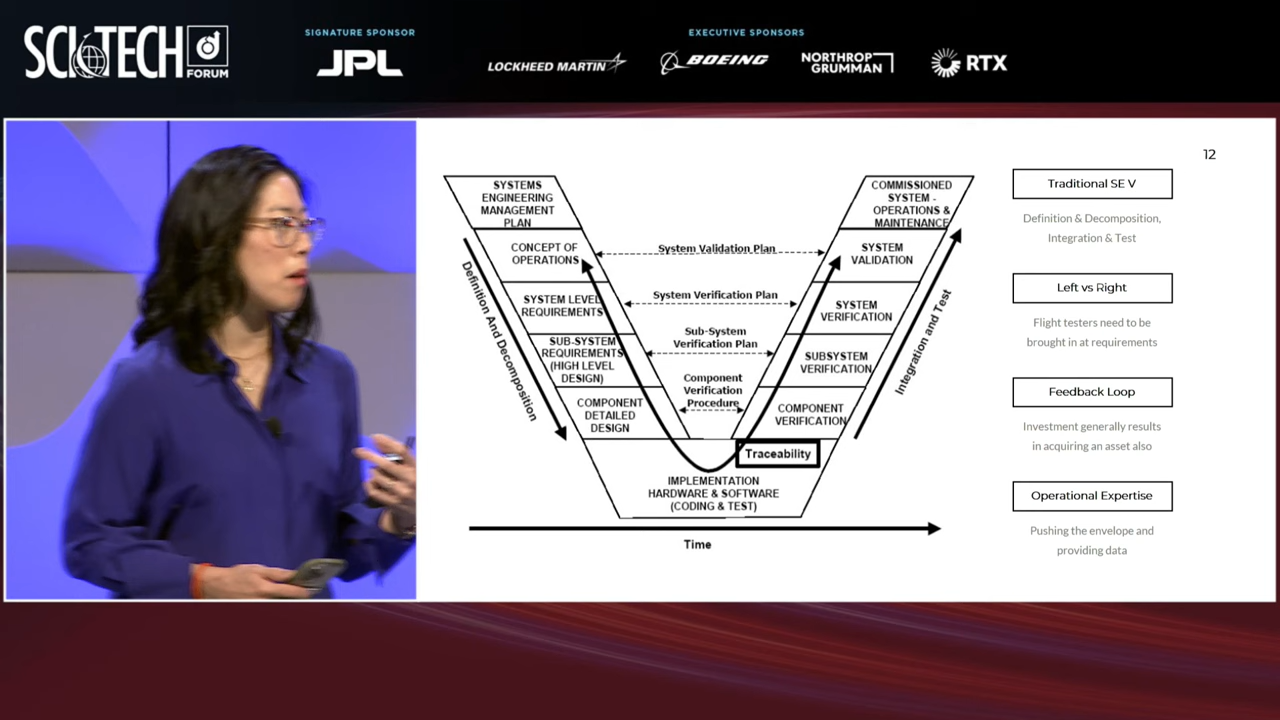 SCITECH
FORUM
SIGNATURE SPONSOR
JPL
EXECUTIVE SPONSORS
LOCKHEED MARTIN
BOEING
NORTHROP
GRUMMAN
RTX
12
SYSTEMS
ENGINEERING
MANAGEMENT
PLAN
CONCEPT OF
OPERATIONS
SYSTEM LEVEL
REQUIREMENTS
SUB-SYSTEM
REQUIREMENTS
(HIGH LEVEL
DESIGN)
COMPONENT
DETAILED
DESIGN
Definition And Decomposition
System Validation Plan
System Verification Plan
Sub-System
Verification Plan
Component
Verification
Procedure
COMMISSIONED
SYSTEM -
OPERATIONS &
MAINTENANCE
SYSTEM
VALIDATION
SYSTEM
VERIFICATION
SUBSYSTEM
VERIFICATION
COMPONENT
VERIFICATION
Integration and Test
Traceability
IMPLEMENTATION
HARDWARE & SOFTWARE
(CODING & TEST)
Time
Traditional SE V
Definition & Decomposition,
Integration & Test
Left vs Right
Flight testers need to be
brought in at requirements
Feedback Loop
Investment generally results
in acquiring an asset also
Operational Expertise
Pushing the envelope and
providing data